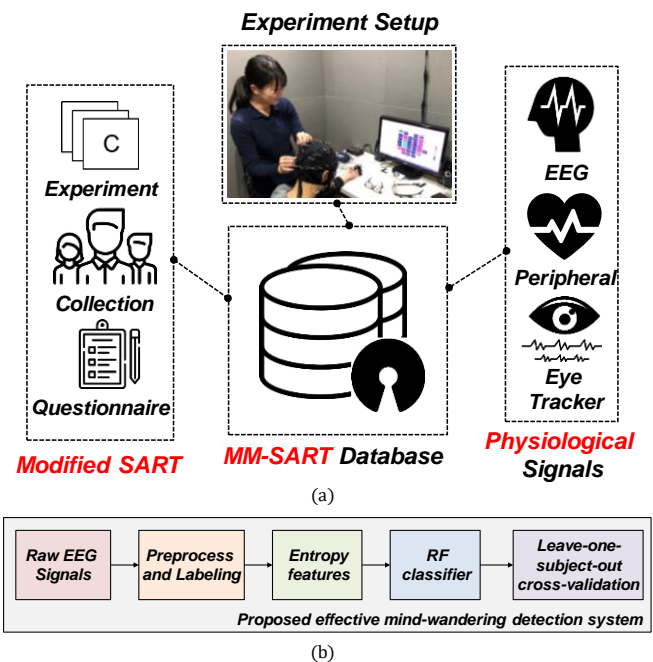 Experiment Setup
C
Experiment
Collection
Questionnaire
Modified SART
MM-SART Database
EEG
Peripheral
Eye
Tracker
Physiological
Signals
(a)
Raw EEG
Signals
Preprocess
and Labeling
Entropy
features
RF
classifier
Leave-one-
subject-out
cross-validation
Proposed effective mind-wandering detection system
(b)